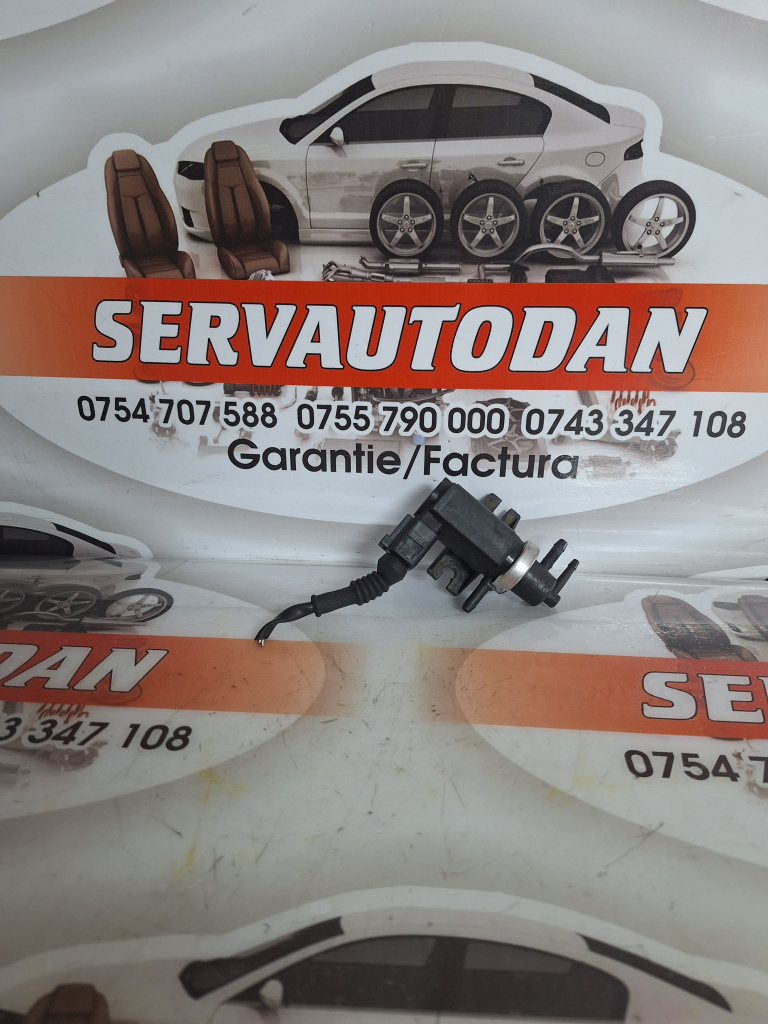 SERVAUTODAN
0754 707 588 0755 790 000 0743 347 108
Garantie/Factura
DAN
3 347 108
SE
0754 7